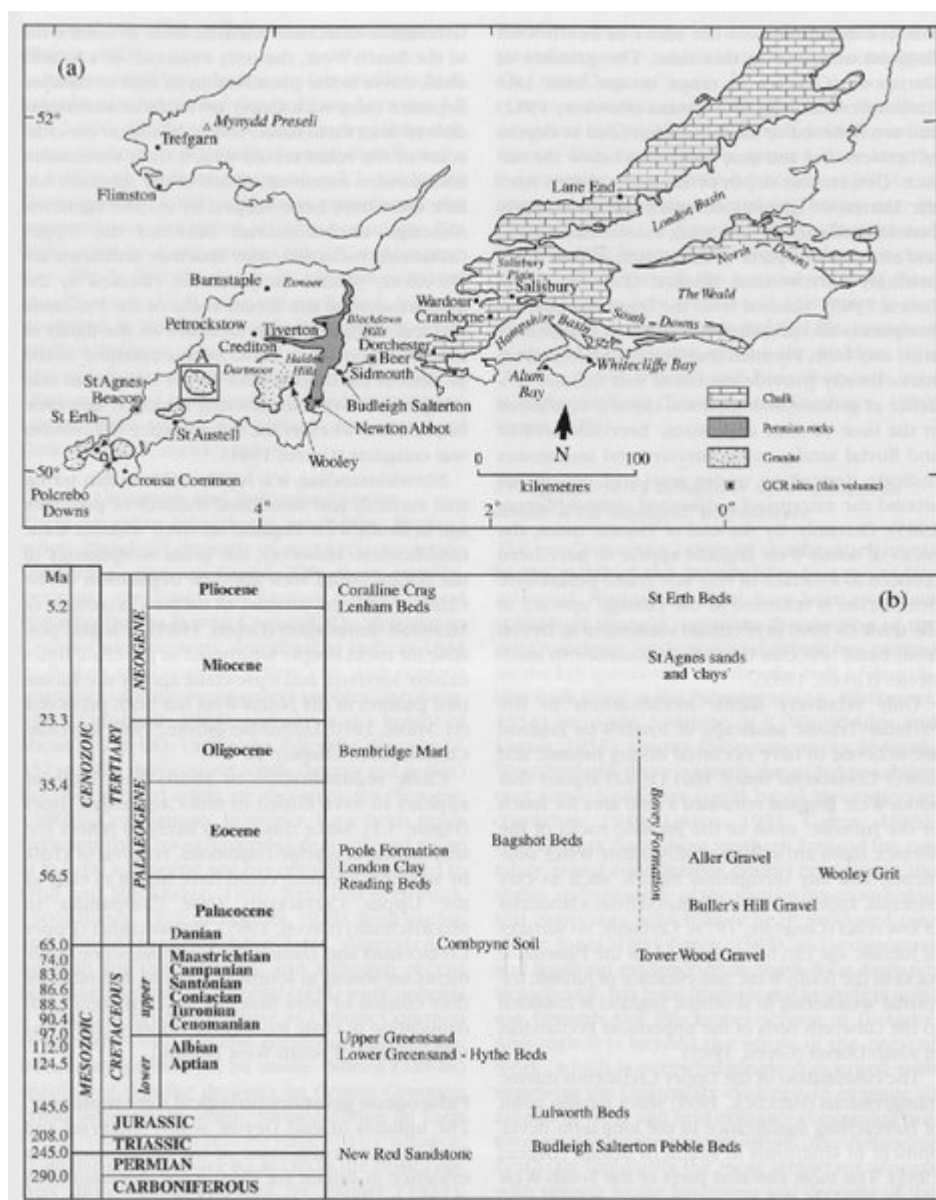 (a)
52°
Mynydd Preseli
Trefgarn
Flimston
Lane End
London Basin
North Downs
Barnstaple
Exmoor
Salisbury
Plain
Salisbury
The Weald
Wardour
Cranborne
Petrockstow
Tiverton
Blackdown
Hills
Crediton
Dorchester
Hampshire Basin
South Downs
A
Dartmoor
Haldon
Hills
Beer
Sidmouth
Whitecliffe Bay
Alum
Bay
St Agnes
Beacon
St Erth
Budleigh Salterton
Newton Abbot
St Austell
Wooley
50°
Crousa Common
Polcrebo
Downs
N
0 100
kilometres
4 2 0°
Chalk
Permian rocks
Granite
GCR sites (this volume)
(b)
Ma
5.2
23.3
35.4
56.5
65.0
74.0
83.0
86.6
88.5
90.4
97.0
112.0
124.5
145.6
208.0
245.0
290.0
CENOZOIC
MESOZOIC
TERTIARY
CRETACEOUS
NEOGENE
PALAEOGENE
upper
lower
Pliocene
Miocene
Oligocene
Eocene
Palaeocene
Danian
Maastrichtian
Campanian
Santonian
Coniacian
Turonian
Cenomanian
Albian
Aptian
JURASSIC
TRIASSIC
PERMIAN
CARBONIFEROUS
Coralline Crag
Lenham Beds
St Erth Beds
St Agnes sands
and 'clays'
Bembridge Marl
Bovey Formation
Bagshot Beds
Poole Formation
London Clay
Reading Beds
Aller Gravel
Wooley Grit
Buller's Hill Gravel
Combpyne Soil
Tower Wood Gravel
Upper Greensand
Lower Greensand - Hythe Beds
Lulworth Beds
Budleigh Salterton Pebble Beds
New Red Sandstone